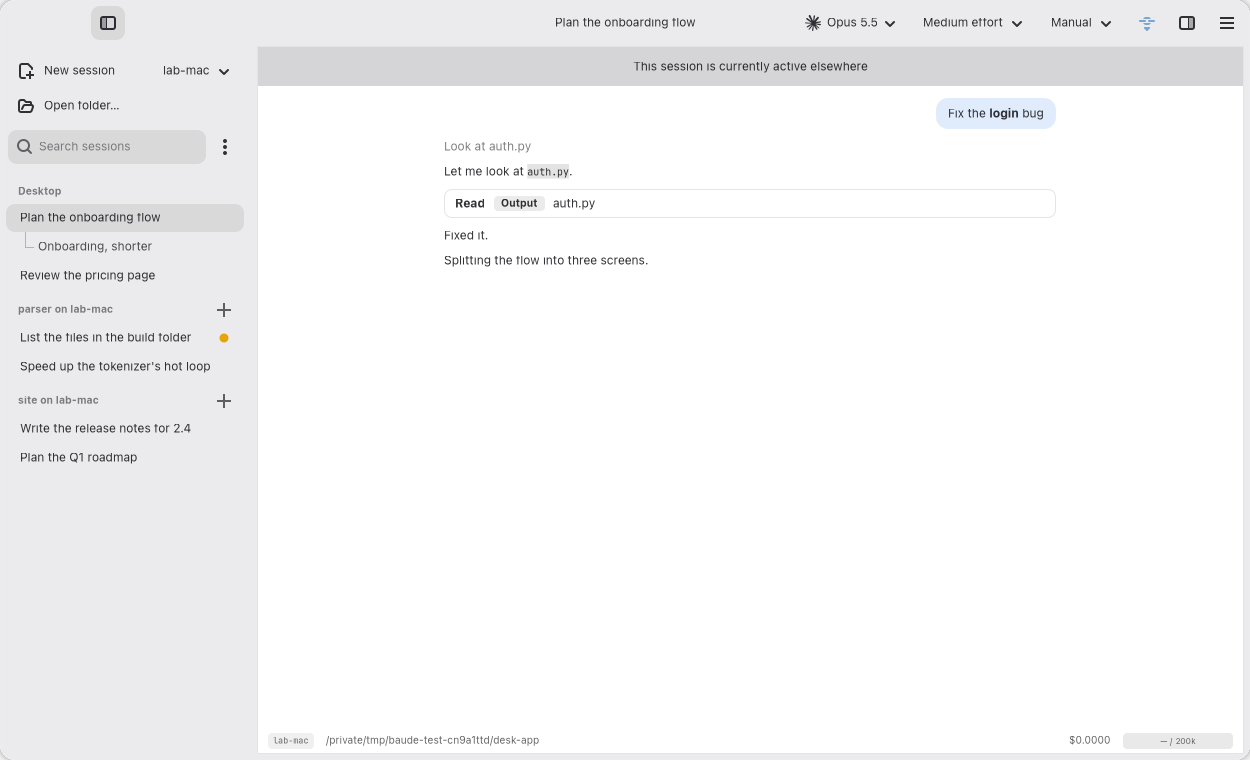 Plan the onboarding flow
Opus 5.5
Medium effort
Manual
New session
lab-mac
Open folder...
Search sessions
Desktop
Plan the onboarding flow
Onboarding, shorter
Review the pricing page
parser on lab-mac
List the files in the build folder
Speed up the tokenizer's hot loop
site on lab-mac
Write the release notes for 2.4
Plan the Q1 roadmap
This session is currently active elsewhere
Fix the login bug
Look at auth.py
Let me look at auth.py.
Read Output auth.py
Fixed it.
Splitting the flow into three screens.
lab-mac /private/tmp/baude-test-cn9a1ttd/desk-app
$0.0000
— / 200k